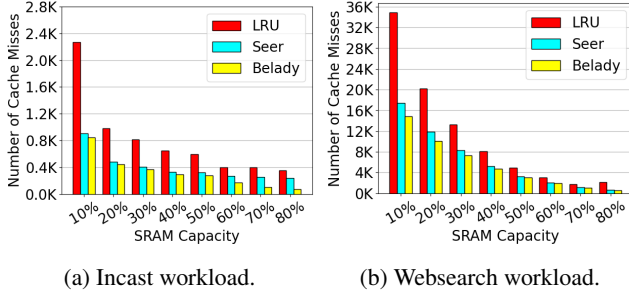 2.8K
2.4K
2.0K
1.6K
1.2K
0.8K
0.4K
0.0K
Number of Cache Misses
LRU
Seer
Belady
10% 20% 30% 40% 50% 60% 70% 80%
SRAM Capacity
(a) Incast workload.
36K
32K
28K
24K
20K
16K
12K
8K
4K
0K
Number of Cache Misses
LRU
Seer
Belady
10% 20% 30% 40% 50% 60% 70% 80%
SRAM Capacity
(b) Websearch workload.